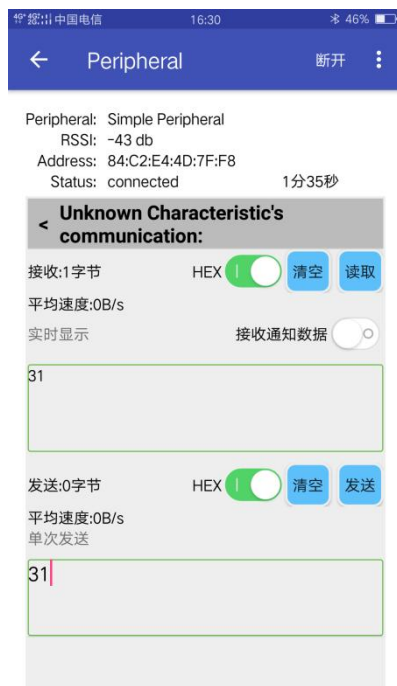 中国电信 16:30 46%
← Peripheral 断开
Peripheral: Simple Peripheral
RSSI: -43 db
Address: 84:C2:E4:4D:7F:F8
Status: connected 1分35秒
< Unknown Characteristic's
communication:
接收:1字节 HEX 清空 读取
平均速度:0B/s
实时显示 接收通知数据
31
发送:0字节 HEX 清空 发送
平均速度:0B/s
单次发送
31